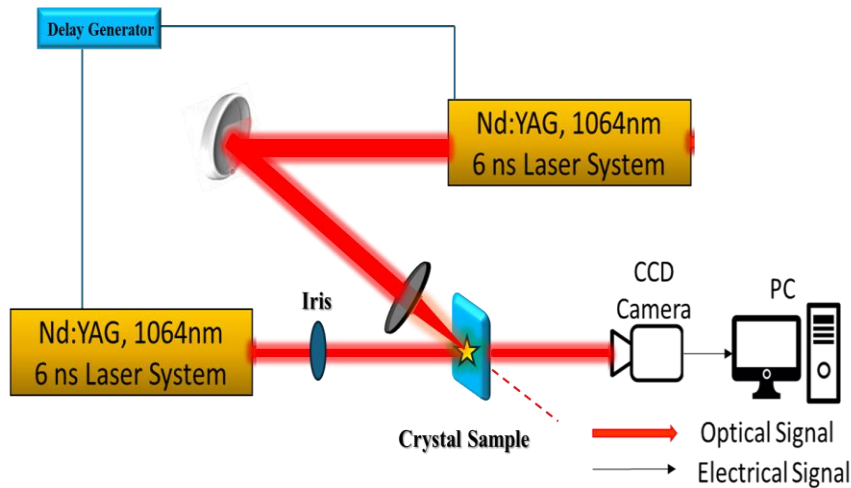 Delay Generator
Nd:YAG, 1064nm
6 ns Laser System
CCD
Camera
PC
Iris
Nd:YAG, 1064nm
6 ns Laser System
Crystal Sample
Optical Signal
Electrical Signal